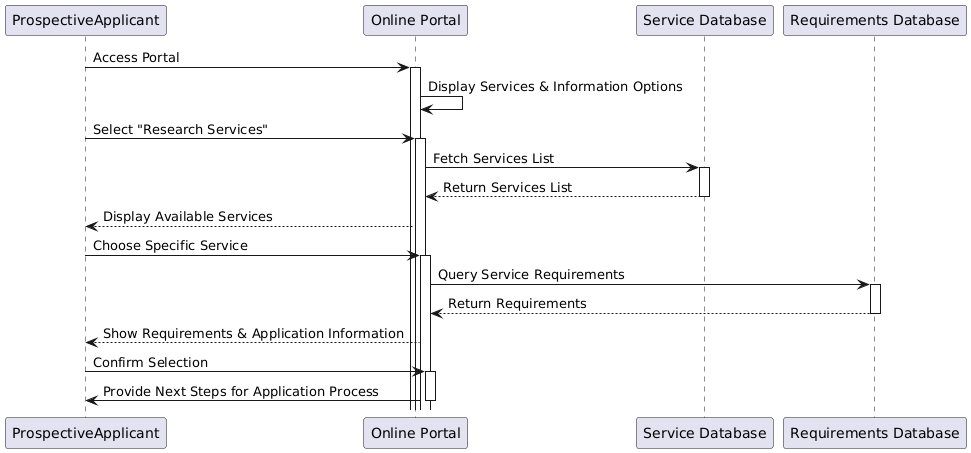 ProspectiveApplicant
Online Portal
Service Database
Requirements Database
Access Portal
Display Services & Information Options
Select "Research Services"
Fetch Services List
Return Services List
Display Available Services
Choose Specific Service
Query Service Requirements
Return Requirements
Show Requirements & Application Information
Confirm Selection
Provide Next Steps for Application Process
ProspectiveApplicant
Online Portal
Service Database
Requirements Database